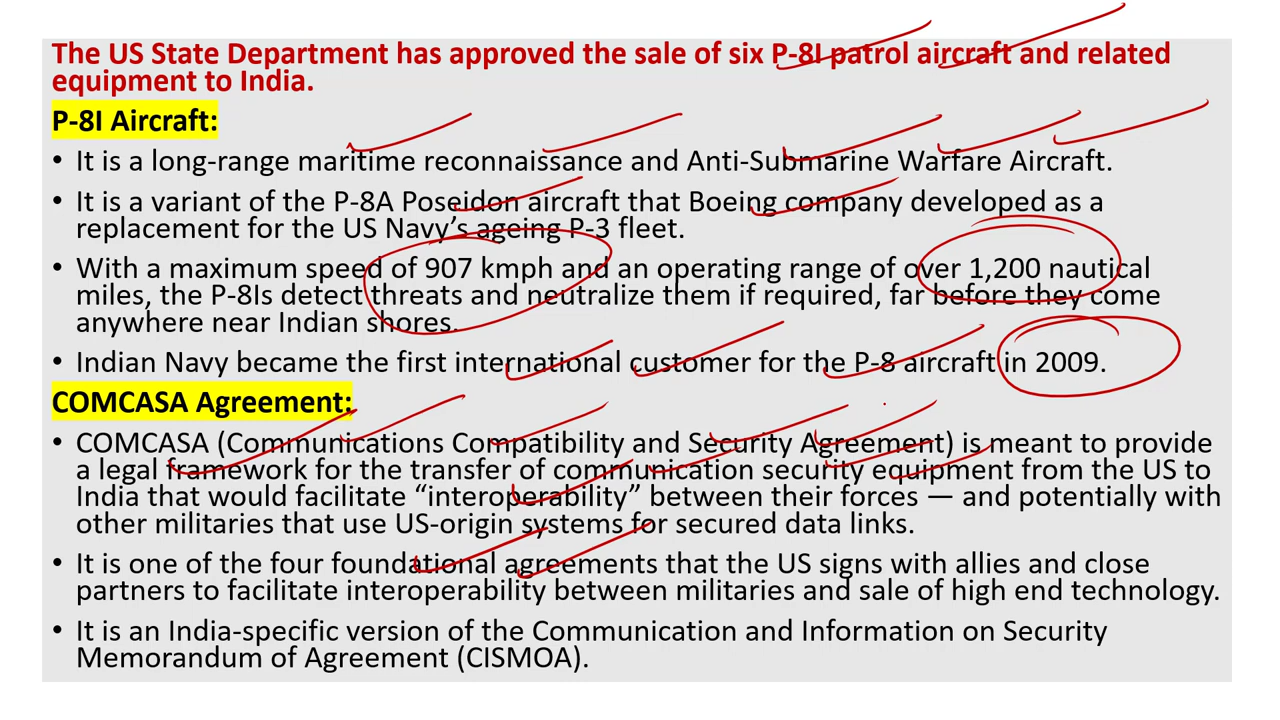 The US State Department has approved the sale of six P-8I patrol aircraft and related
equipment to India.
P-8I Aircraft:
• It is a long-range maritime reconnaissance and Anti-Submarine Warfare Aircraft.
• It is a variant of the P-8A Poseidon aircraft that Boeing company developed as a
replacement for the US Navy’s ageing P-3 fleet.
• With a maximum speed of 907 kmph and an operating range of over 1,200 nautical
miles, the P-8Is detect threats and neutralize them if required, far before they come
anywhere near Indian shores.
• Indian Navy became the first international customer for the P-8 aircraft in 2009.
COMCASA Agreement:
• COMCASA (Communications Compatibility and Security Agreement) is meant to provide
a legal framework for the transfer of communication security equipment from the US to
India that would facilitate “interoperability” between their forces — and potentially with
other militaries that use US-origin systems for secured data links.
• It is one of the four foundational agreements that the US signs with allies and close
partners to facilitate interoperability between militaries and sale of high end technology.
• It is an India-specific version of the Communication and Information on Security
Memorandum of Agreement (CISMOA).